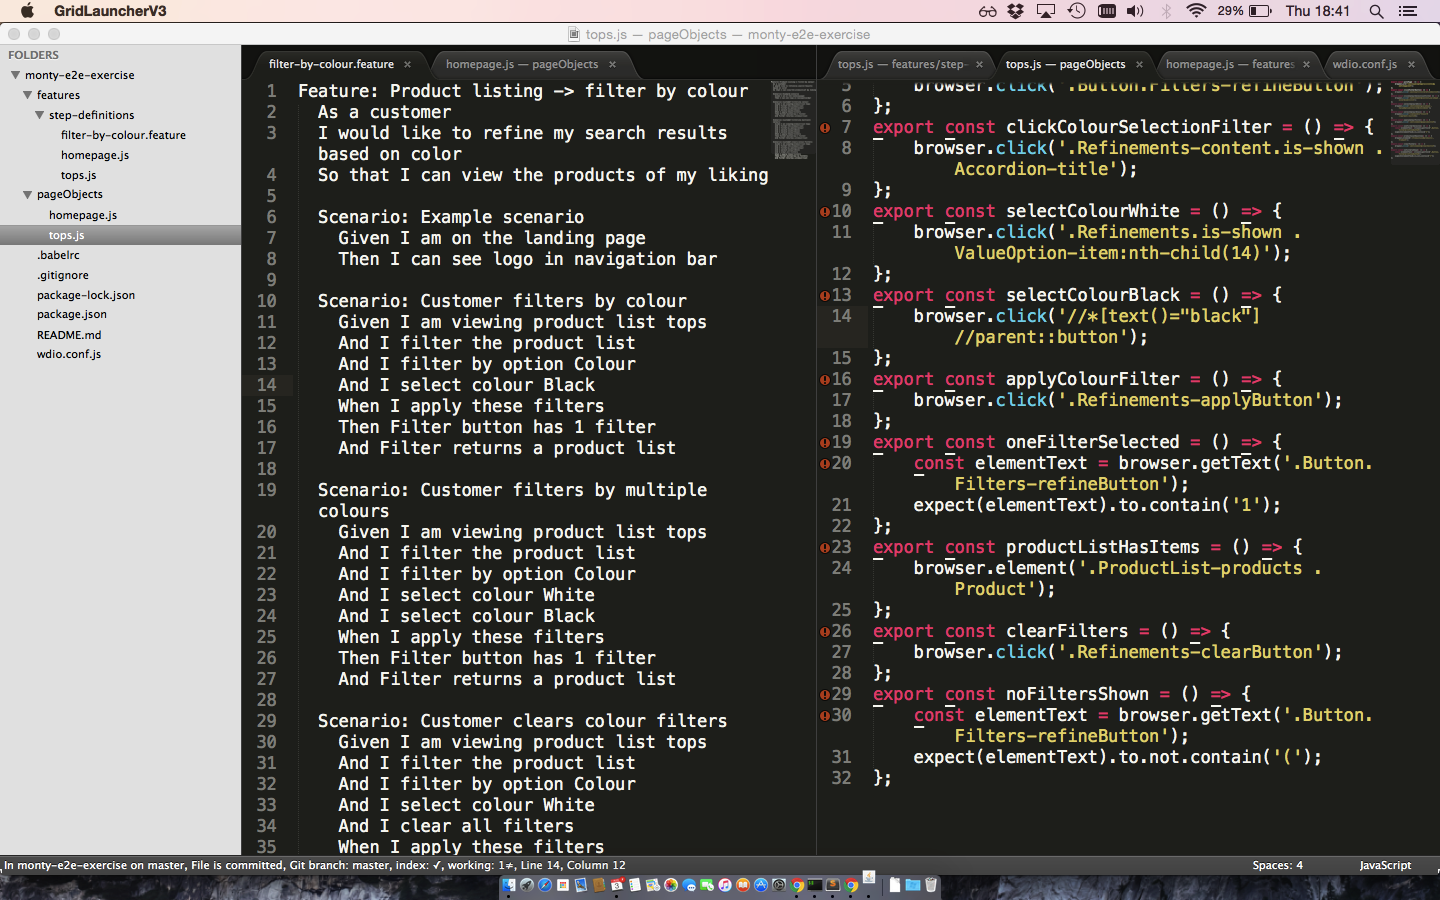 GridLauncherV3
29%
Thu 18:41
tops.js — pageObjects — monty-e2e-exercise
FOLDERS
monty-e2e-exercise
features
step-definitions
filter-by-colour.feature
homepage.js
tops.js
pageObjects
homepage.js
tops.js
.babelrc
.gitignore
package-lock.json
package.json
README.md
wdio.conf.js
filter-by-colour.feature ×
homepage.js — pageObjects ×
1 Feature: Product listing -> filter by colour
2 As a customer
3 I would like to refine my search results
based on color
4 So that I can view the products of my liking
5
6 Scenario: Example scenario
7 Given I am on the landing page
8 Then I can see logo in navigation bar
9
10 Scenario: Customer filters by colour
11 Given I am viewing product list tops
12 And I filter the product list
13 And I filter by option Colour
14 And I select colour Black
15 When I apply these filters
16 Then Filter button has 1 filter
17 And Filter returns a product list
18
19 Scenario: Customer filters by multiple
colours
20 Given I am viewing product list tops
21 And I filter the product list
22 And I filter by option Colour
23 And I select colour White
24 And I select colour Black
25 When I apply these filters
26 Then Filter button has 1 filter
27 And Filter returns a product list
28
29 Scenario: Customer clears colour filters
30 Given I am viewing product list tops
31 And I filter the product list
32 And I filter by option Colour
33 And I select colour White
34 And I clear all filters
35 When I apply these filters
tops.js — features/step- ×
tops.js — pageObjects ×
homepage.js — features ×
wdio.conf.js ×
5 browser.click('.Button.Filters-refineButton');
6 };
7 export const clickColourSelectionFilter = () => {
8 browser.click('.Refinements-content.is-shown .
Accordion-title');
9 };
10 export const selectColourWhite = () => {
11 browser.click('.Refinements.is-shown .
ValueOption-item:nth-child(14)');
12 };
13 export const selectColourBlack = () => {
14 browser.click('//*[text()="black"]
//parent::button');
15 };
16 export const applyColourFilter = () => {
17 browser.click('.Refinements-applyButton');
18 };
19 export const oneFilterSelected = () => {
20 const elementText = browser.getText('.Button.
Filters-refineButton');
21 expect(elementText).to.contain('1');
22 };
23 export const productListHasItems = () => {
24 browser.element('.ProductList-products .
Product');
25 };
26 export const clearFilters = () => {
27 browser.click('.Refinements-clearButton');
28 };
29 export const noFiltersShown = () => {
30 const elementText = browser.getText('.Button.
Filters-refineButton');
31 expect(elementText).to.not.contain('(');
32 };
In monty-e2e-exercise on master, File is committed, Git branch: master, index: ✓, working: 1≠, Line 14, Column 12
Spaces: 4
JavaScript